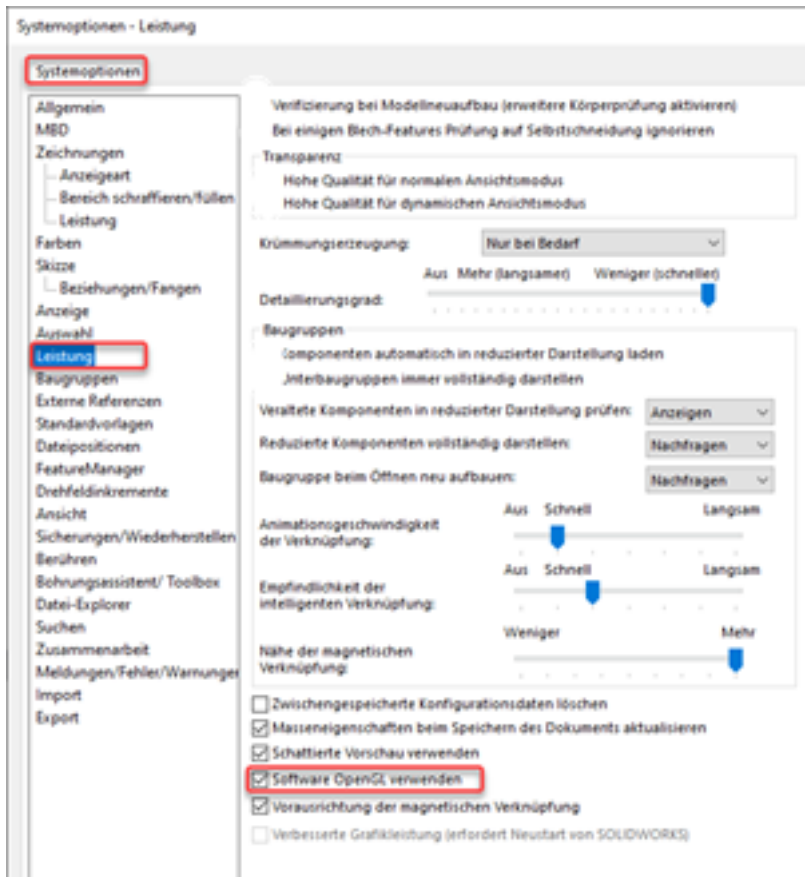 Systemoptionen - Leistung
Systemoptionen
Allgemein
MBD
Zeichnungen
Anzeigeart
Bereich schraffieren/füllen
Leistung
Farben
Skizze
Beziehungen/Fangen
Anzeige
Auswahl
Leistung
Baugruppen
Externe Referenzen
Standardvorlagen
Dateipositionen
FeatureManager
Drehfeldinkremente
Ansicht
Sicherungen/Wiederherstellen
Berühren
Bohrungsassistent/ Toolbox
Datei-Explorer
Suchen
Zusammenarbeit
Meldungen/Fehler/Warnunger
Import
Export
Verifizierung bei Modellneuaufbau (erweitere Körperprüfung aktivieren)
Bei einigen Blech-Features Prüfung auf Selbstschneidung ignorieren
Transparenz
Hohe Qualität für normalen Ansichtsmodus
Hohe Qualität für dynamischen Ansichtsmodus
Krümmungserzeugung: Nur bei Bedarf
Aus Mehr (langsamer) Weniger (schneller)
Detaillierungsgrad:
Baugruppen
Komponenten automatisch in reduzierter Darstellung laden
Unterbaugruppen immer vollständig darstellen
Veraltete Komponenten in reduzierter Darstellung prüfen: Anzeigen
Reduzierte Komponenten vollständig darstellen: Nachfragen
Baugruppe beim Öffnen neu aufbauen: Nachfragen
Aus Schnell Langsam
Animationsgeschwindigkeit
der Verknüpfung:
Aus Schnell Langsam
Empfindlichkeit der
intelligenten Verknüpfung:
Weniger Mehr
Nähe der magnetischen
Verknüpfung:
Zwischengespeicherte Konfigurationsdaten löschen
Masseneigenschaften beim Speichern des Dokuments aktualisieren
Schattierte Vorschau verwenden
Software OpenGL verwenden
Vorausrichtung der magnetischen Verknüpfung
Verbesserte Grafikleistung (erfordert Neustart von SOLIDWORKS)